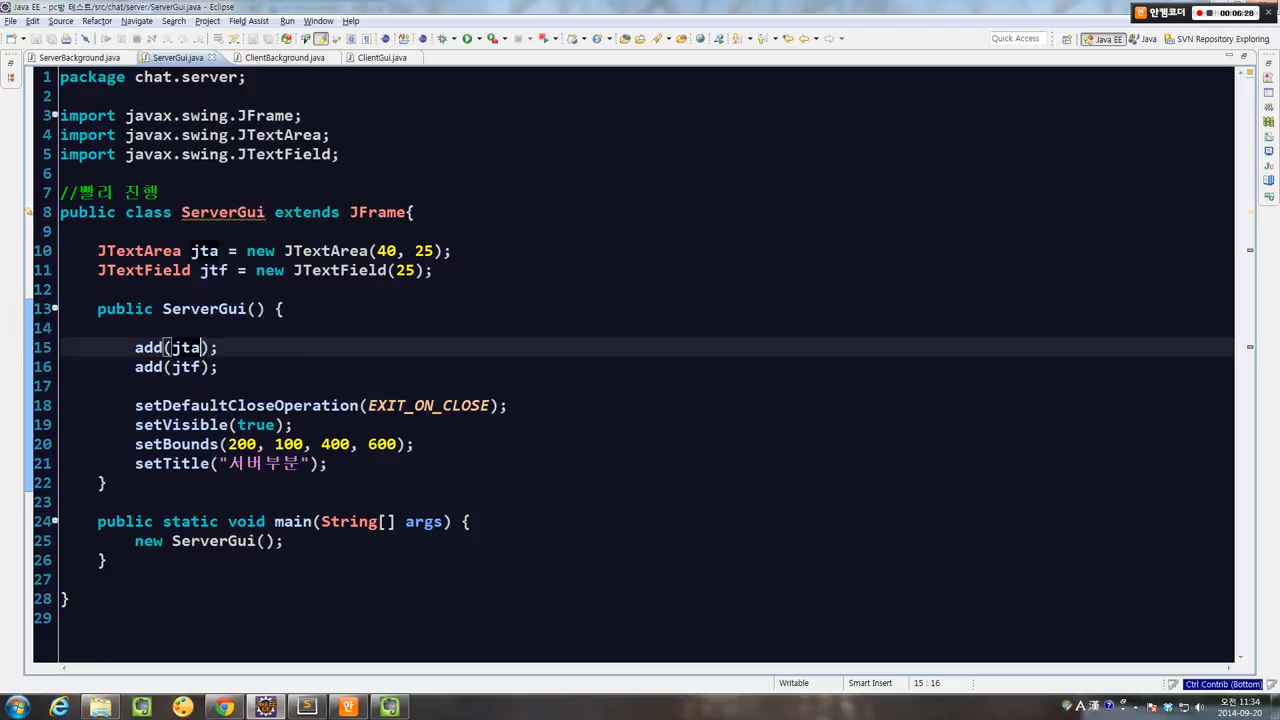 Java EE - pc방 테스트/src/chat/server/ServerGui.java - Eclipse
File Edit Source Refactor Navigate Search Project Field Assist Run Window Help
안캠코더 00:06:28
Quick Access Java EE Java SVN Repository Exploring
ServerBackground.java ServerGui.java ClientBackground.java ClientGui.java
1 package chat.server;
2
3 import javax.swing.JFrame;
4 import javax.swing.JTextArea;
5 import javax.swing.JTextField;
6
7 //빨리 진행
8 public class ServerGui extends JFrame{
9
10 JTextArea jta = new JTextArea(40, 25);
11 JTextField jtf = new JTextField(25);
12
13 public ServerGui() {
14
15 add(jta);
16 add(jtf);
17
18 setDefaultCloseOperation(EXIT_ON_CLOSE);
19 setVisible(true);
20 setBounds(200, 100, 400, 600);
21 setTitle("서버부분");
22 }
23
24 public static void main(String[] args) {
25 new ServerGui();
26 }
27
28 }
29
Writable Smart Insert 15 : 16 Ctrl Contrib (Bottom)
안 A 漢 오전 11:34
2014-09-20